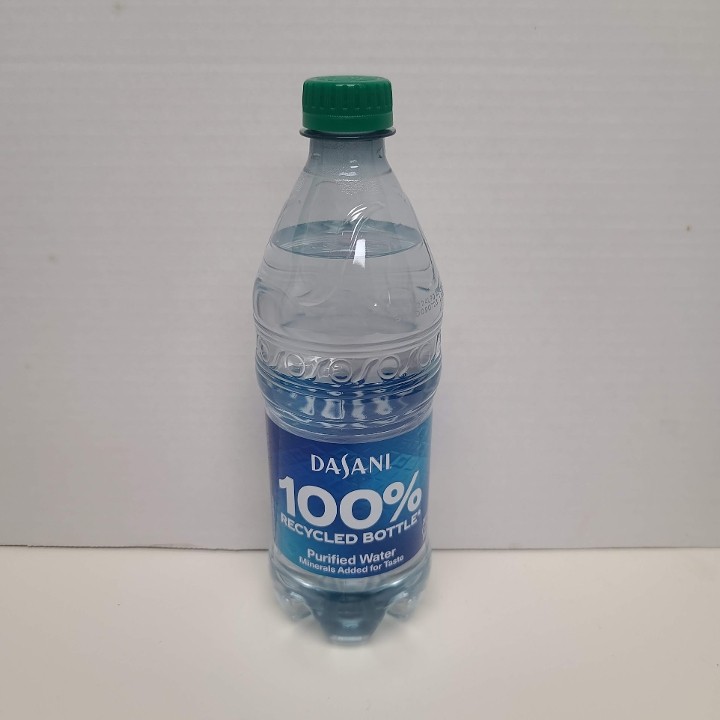 DASANI
100%
RECYCLED BOTTLE*
Purified Water
Minerals Added for Taste